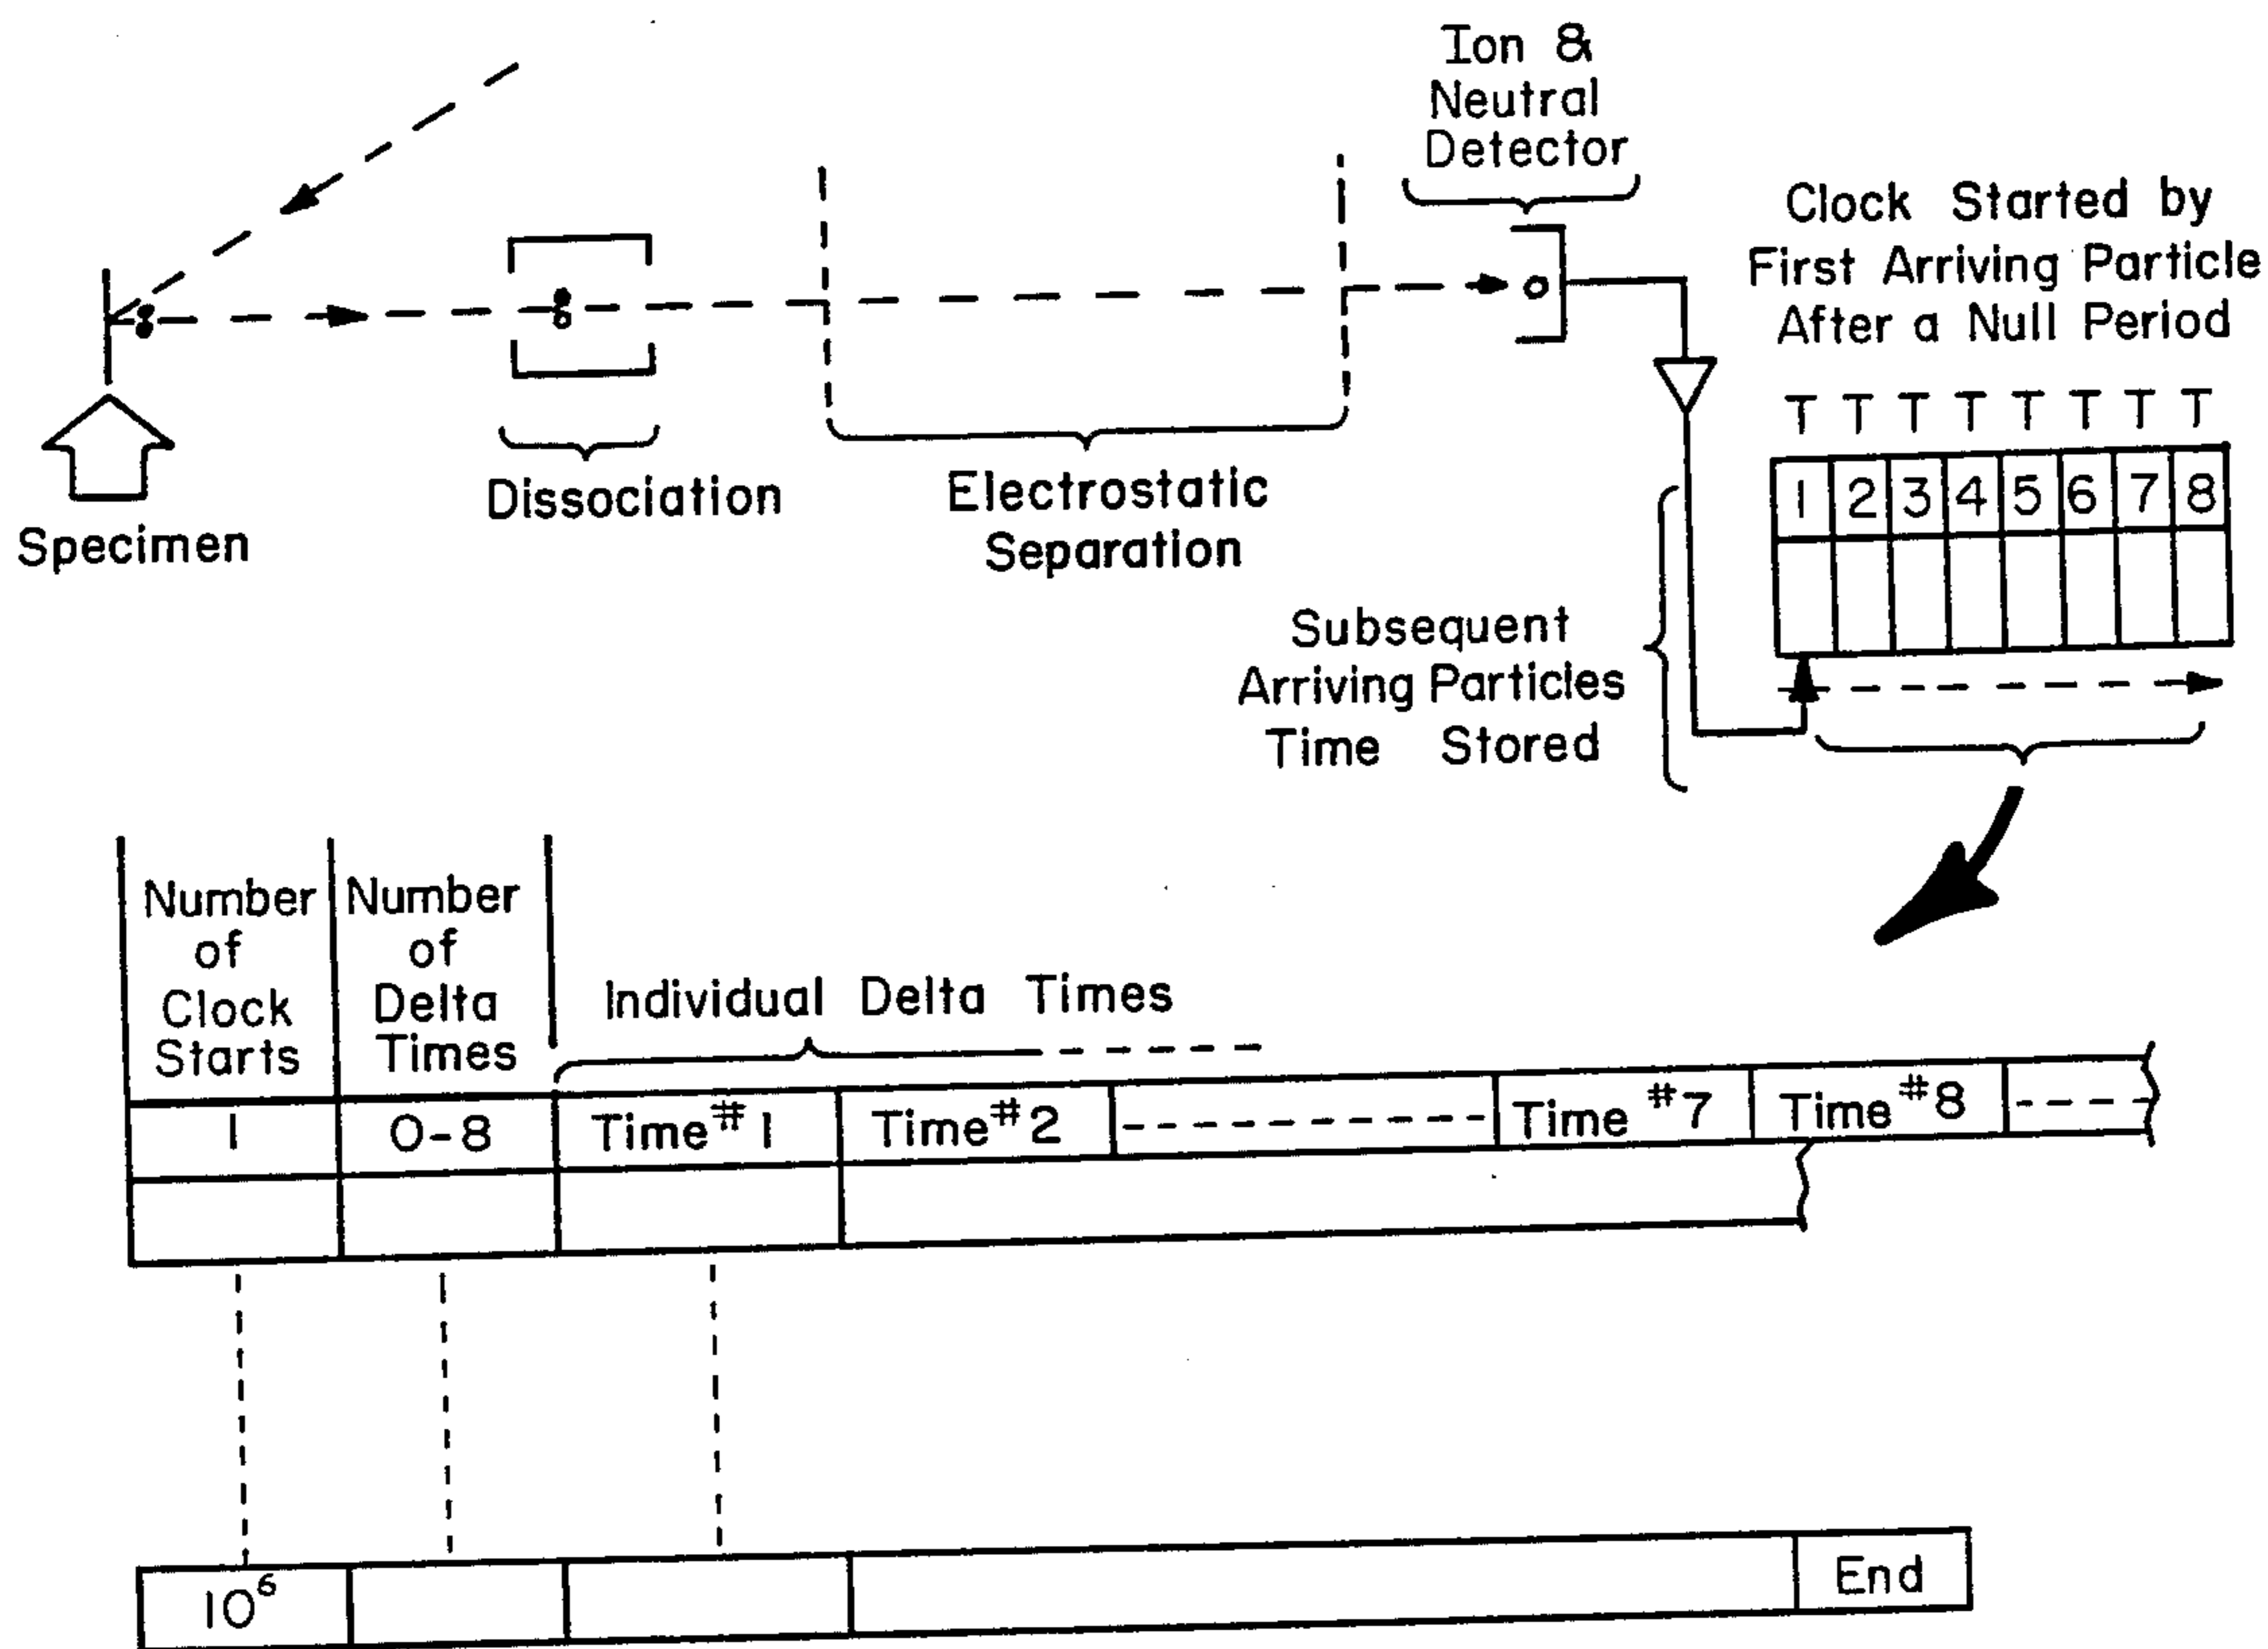 Ion &
Neutral
Detector
Clock Started by
First Arriving Particle
After a Null Period
T T T T T T T T
1 2 3 4 5 6 7 8
Dissociation
Electrostatic
Separation
Specimen
Subsequent
Arriving Particles
Time Stored
Number
of
Clock
Starts
Number
of
Delta
Times
Individual Delta Times
1 0-8 Time #1 Time #2 Time #7 Time #8
10⁶ End